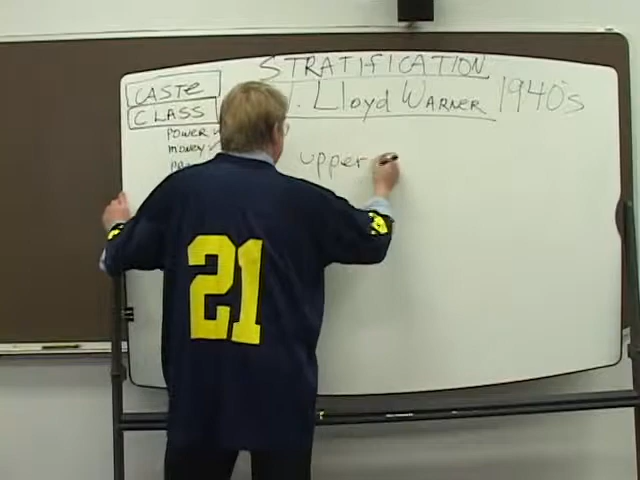 STRATIFICATION
CASTE
CLASS
. Lloyd WARNER 1940's
POWER ✓
MONEY ✓
upper
21